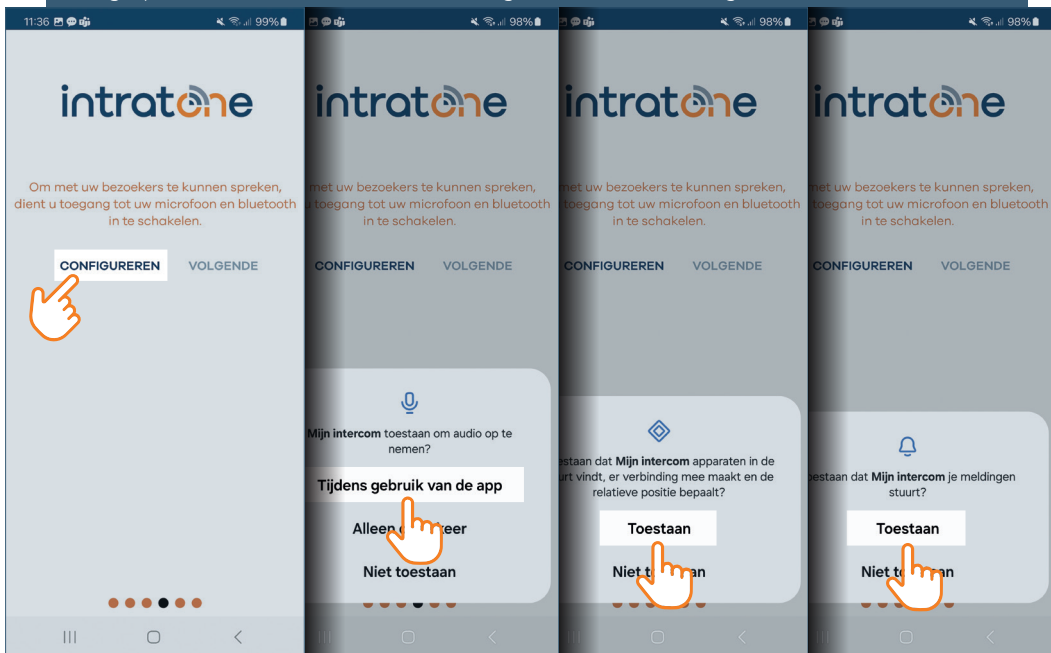 11:36 99%
intratone
Om met uw bezoekers te kunnen spreken,
dient u toegang tot uw microfoon en bluetooth
in te schakelen.
CONFIGUREREN VOLGENDE
98%
intratone
met uw bezoekers te kunnen spreken,
toegang tot uw microfoon en bluetooth
in te schakelen.
CONFIGUREREN VOLGENDE
Mijn intercom toestaan om audio op te
nemen?
Tijdens gebruik van de app
Alleen
Niet toestaan
98%
intratone
met uw bezoekers te kunnen spreken,
toegang tot uw microfoon en bluetooth
in te schakelen.
CONFIGUREREN VOLGENDE
dat Mijn intercom apparaten in de
vindt, er verbinding mee maakt en de
relatieve positie bepaalt?
Toestaan
Niet
98%
intratone
met uw bezoekers te kunnen spreken,
toegang tot uw microfoon en bluetooth
in te schakelen.
CONFIGUREREN VOLGENDE
dat Mijn intercom je meldingen
stuurt?
Toestaan
Niet